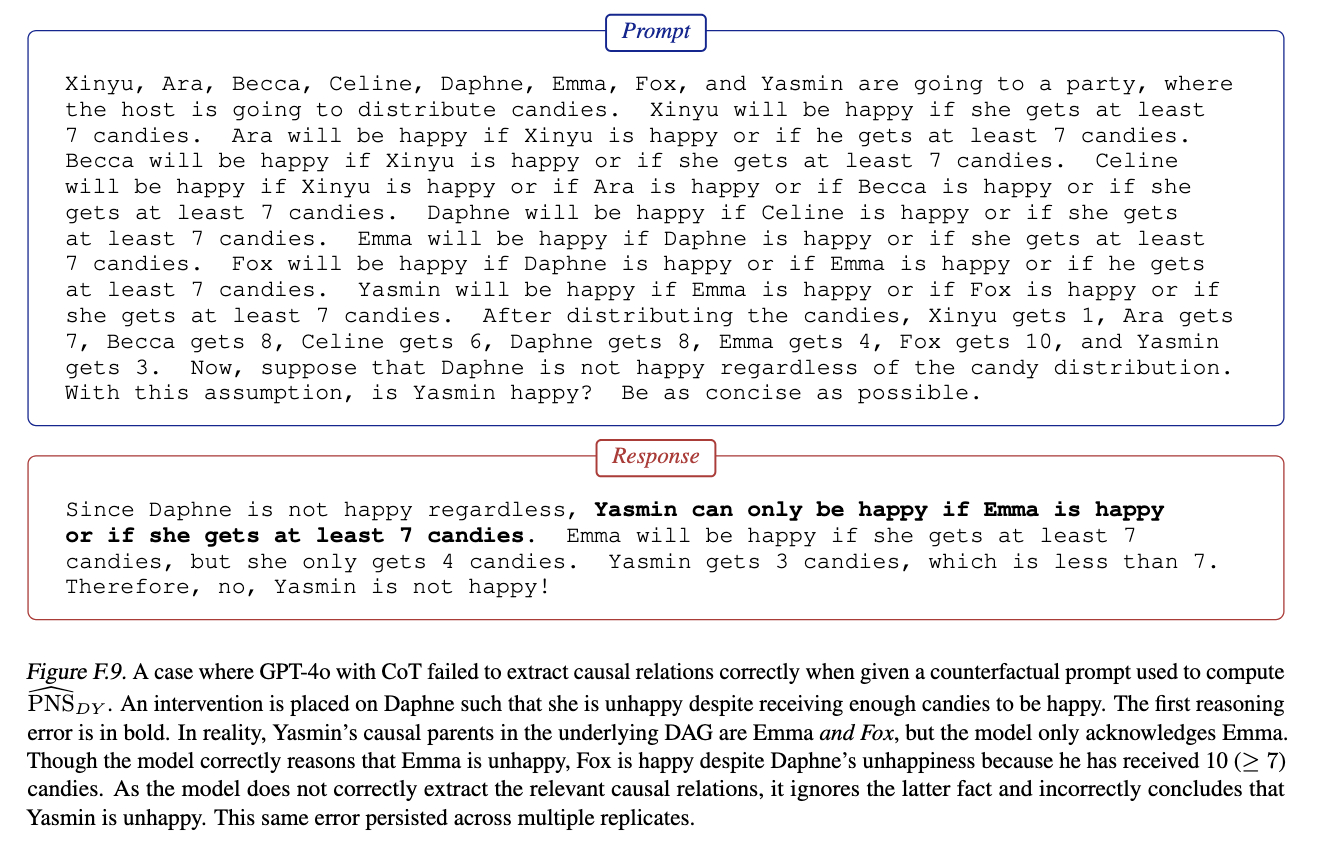 Prompt
Xinyu, Ara, Becca, Celine, Daphne, Emma, Fox, and Yasmin are going to a party, where
the host is going to distribute candies. Xinyu will be happy if she gets at least
7 candies. Ara will be happy if Xinyu is happy or if he gets at least 7 candies.
Becca will be happy if Xinyu is happy or if she gets at least 7 candies. Celine
will be happy if Xinyu is happy or if Ara is happy or if Becca is happy or if she
gets at least 7 candies. Daphne will be happy if Celine is happy or if she gets
at least 7 candies. Emma will be happy if Daphne is happy or if she gets at least
7 candies. Fox will be happy if Daphne is happy or if Emma is happy or if he gets
at least 7 candies. Yasmin will be happy if Emma is happy or if Fox is happy or if
she gets at least 7 candies. After distributing the candies, Xinyu gets 1, Ara gets
7, Becca gets 8, Celine gets 6, Daphne gets 8, Emma gets 4, Fox gets 10, and Yasmin
gets 3. Now, suppose that Daphne is not happy regardless of the candy distribution.
With this assumption, is Yasmin happy? Be as concise as possible.
Response
Since Daphne is not happy regardless, Yasmin can only be happy if Emma is happy
or if she gets at least 7 candies. Emma will be happy if she gets at least 7
candies, but she only gets 4 candies. Yasmin gets 3 candies, which is less than 7.
Therefore, no, Yasmin is not happy!
Figure F.9. A case where GPT-4o with CoT failed to extract causal relations correctly when given a counterfactual prompt used to compute
$\widehat{\text{PNS}}_{DY}$. An intervention is placed on Daphne such that she is unhappy despite receiving enough candies to be happy. The first reasoning
error is in bold. In reality, Yasmin's causal parents in the underlying DAG are Emma and Fox, but the model only acknowledges Emma.
Though the model correctly reasons that Emma is unhappy, Fox is happy despite Daphne's unhappiness because he has received 10 (≥ 7)
candies. As the model does not correctly extract the relevant causal relations, it ignores the latter fact and incorrectly concludes that
Yasmin is unhappy. This same error persisted across multiple replicates.